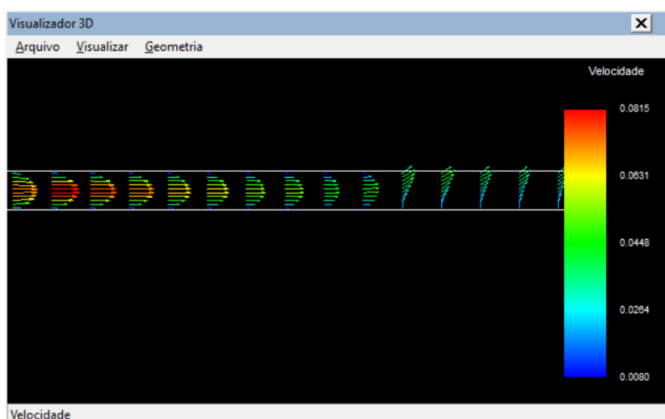 Visualizador 3D
Arquivo Visualizar Geometria
Velocidade
0.0815
0.0631
0.0448
0.0264
0.0080
Velocidade